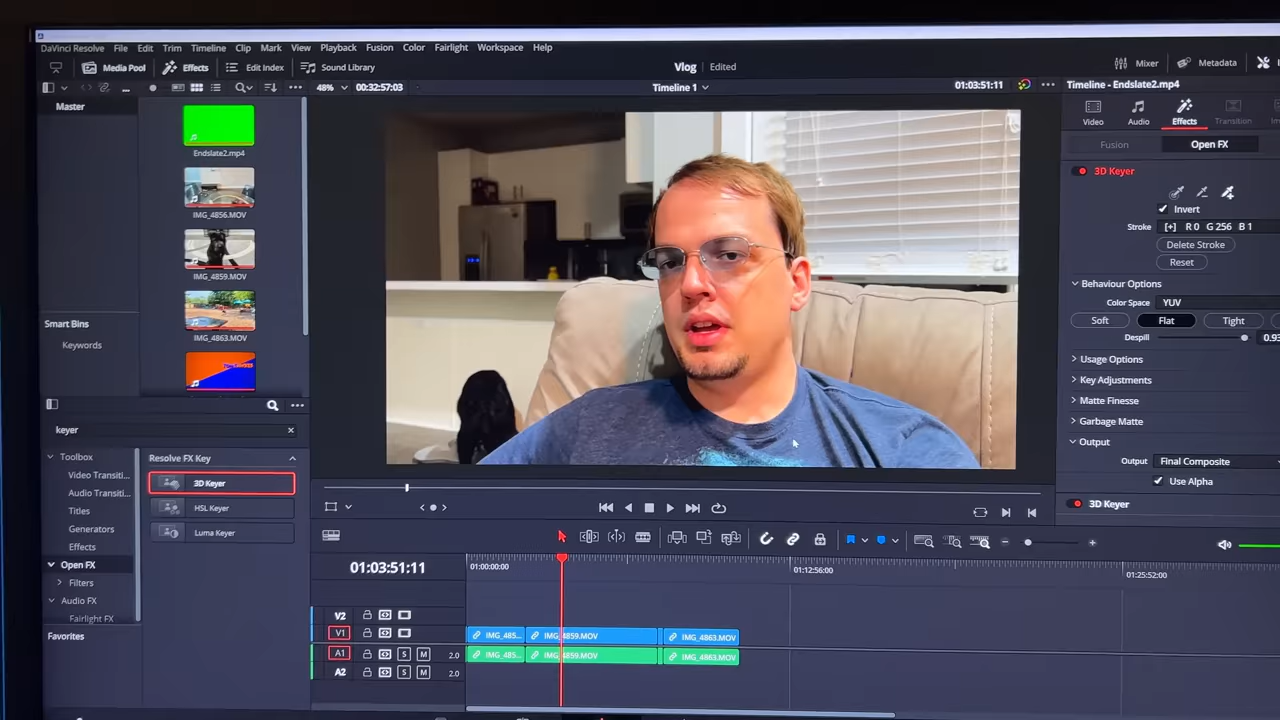 DaVinci Resolve File Edit Trim Timeline Clip Mark View Playback Fusion Color Fairlight Workspace Help
Media Pool Effects Edit Index Sound Library Vlog Edited Mixer Metadata
48% 00:32:57:03 Timeline 1 01:03:51:11 Timeline - Endslate2.mp4
Master
Endslate2.mp4
IMG_4856.MOV
IMG_4859.MOV
IMG_4863.MOV
Smart Bins
Keywords
Video Audio Effects Transition
Fusion Open FX
3D Keyer
Invert
Stroke [+] R 0 G 256 B 1
Delete Stroke
Reset
Behaviour Options
Color Space YUV
Soft Flat Tight
Despill 0.93
Usage Options
Key Adjustments
Matte Finesse
Garbage Matte
Output
Output Final Composite
Use Alpha
3D Keyer
keyer
Toolbox
Video Transiti...
Audio Transiti...
Titles
Generators
Effects
Open FX
Filters
Audio FX
Fairlight FX
Favorites
Resolve FX Key
3D Keyer
HSL Keyer
Luma Keyer
01:03:51:11 01:00:00:00 01:12:56:00 01:25:52:00
V2
V1 IMG_485... IMG_4859.MOV IMG_4863.MOV
A1 S M 2.0 IMG_485... IMG_4859.MOV IMG_4863.MOV
A2 S M 2.0